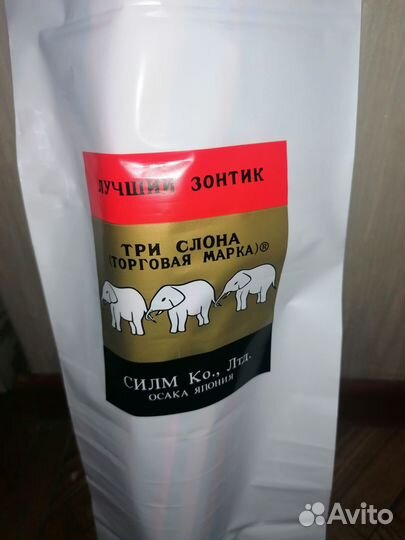 ЛУЧШИЙ ЗОНТИК
ТРИ СЛОНА
(ТОРГОВАЯ МАРКА)®
СИЛМ Ко., Лтд.
ОСАКА ЯПОНИЯ
Avito